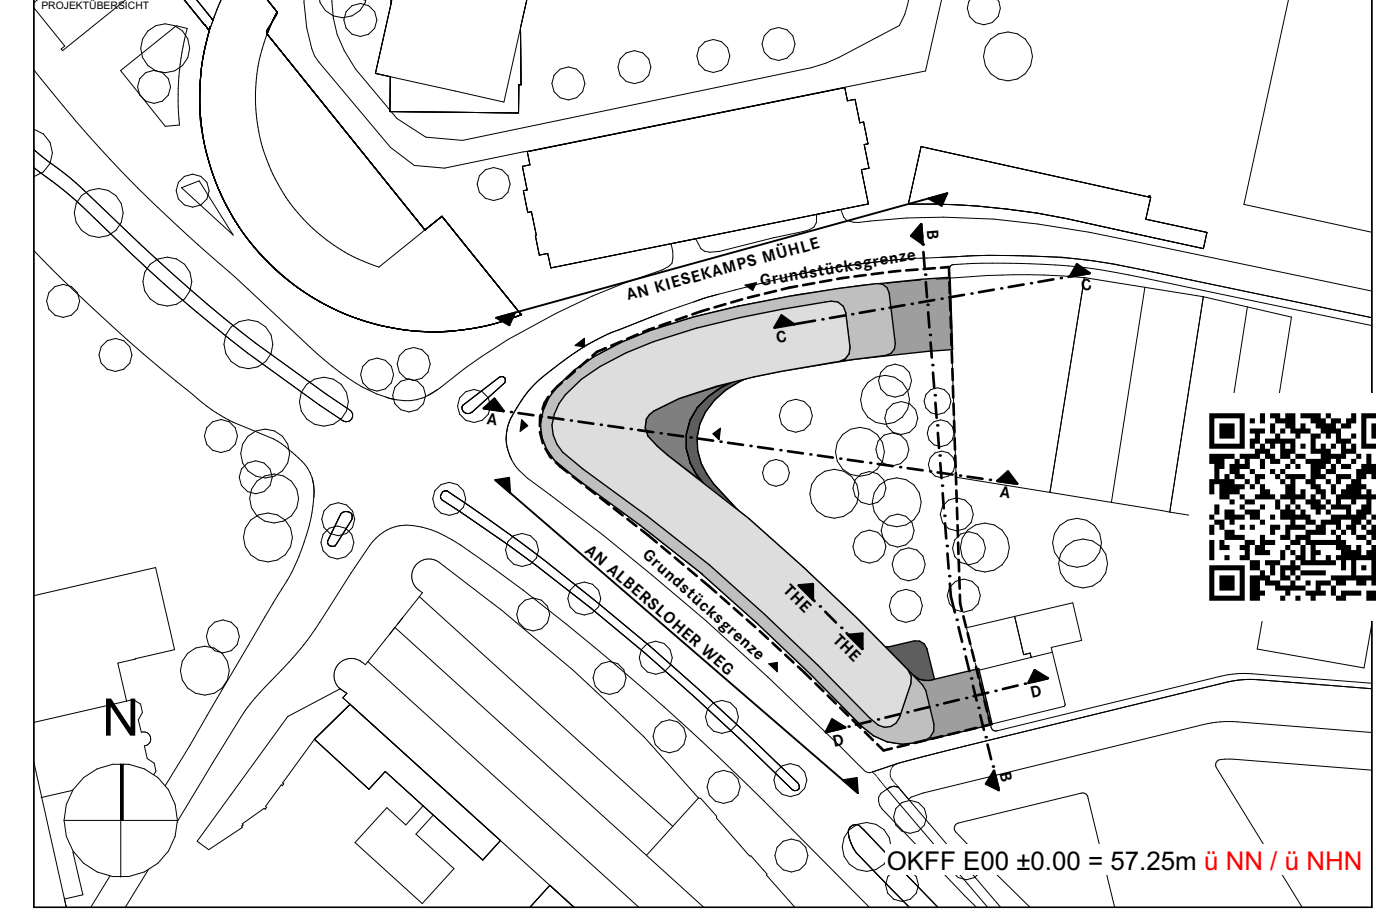 PROJEKTÜBERSICHT
B
AN KIESEKAMPS MÜHLE
Grundstücksgrenze
C
C
A
A
AN ALBERSLOHER WEG
Grundstücksgrenze
THE
THE
D
D
B
N
OKFF E00 ±0.00 = 57.25m ü NN / ü NHN